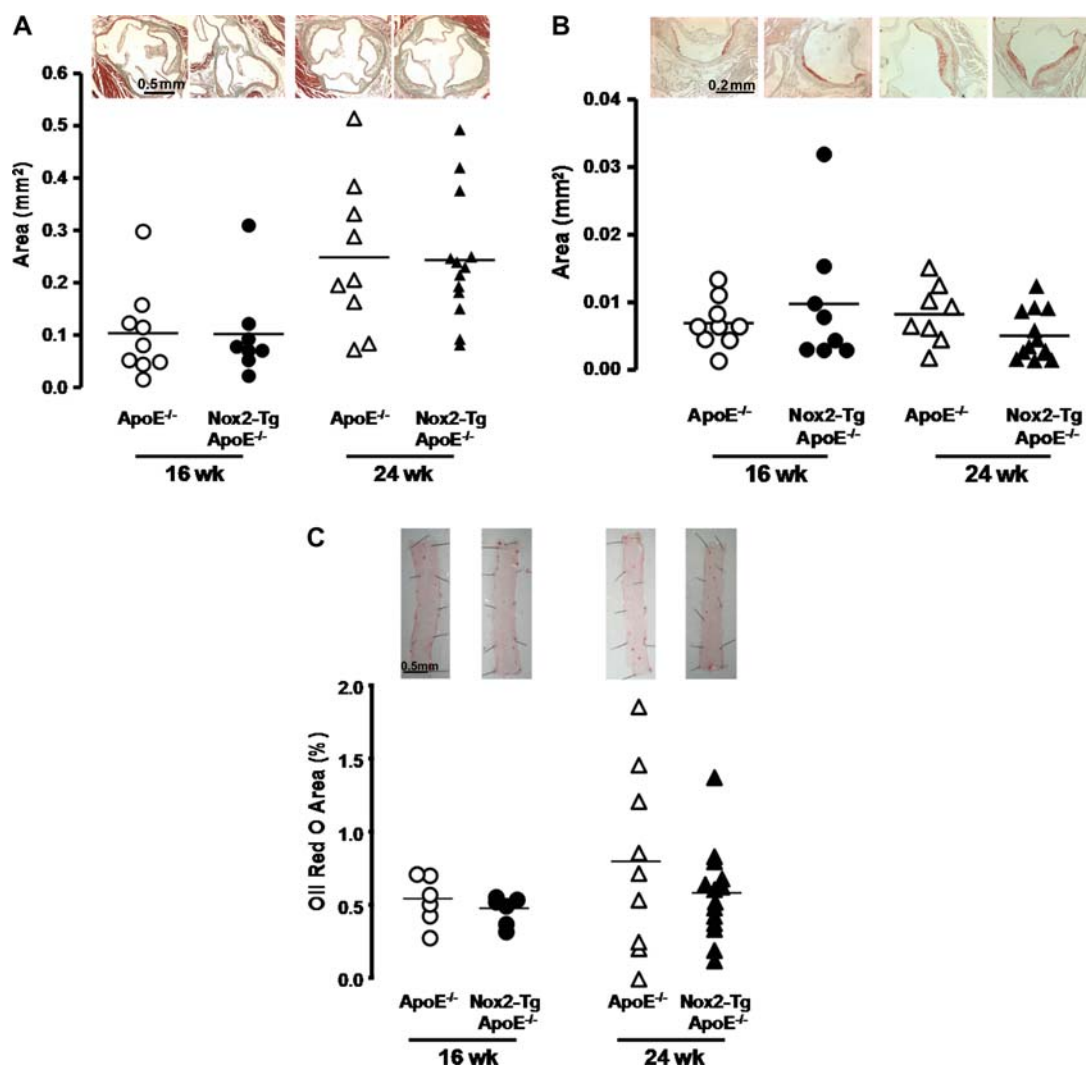 A
0.5mm
0.6
0.5
0.4
0.3
0.2
0.1
0.0
Area (mm²)
ApoE⁻/⁻
Nox2-Tg
ApoE⁻/⁻
ApoE⁻/⁻
Nox2-Tg
ApoE⁻/⁻
16 wk
24 wk
B
0.2mm
0.04
0.03
0.02
0.01
0.00
Area (mm²)
ApoE⁻/⁻
Nox2-Tg
ApoE⁻/⁻
ApoE⁻/⁻
Nox2-Tg
ApoE⁻/⁻
16 wk
24 wk
C
0.5mm
2.0
1.5
1.0
0.5
0.0
Oil Red O Area (%)
ApoE⁻/⁻
Nox2-Tg
ApoE⁻/⁻
ApoE⁻/⁻
Nox2-Tg
ApoE⁻/⁻
16 wk
24 wk